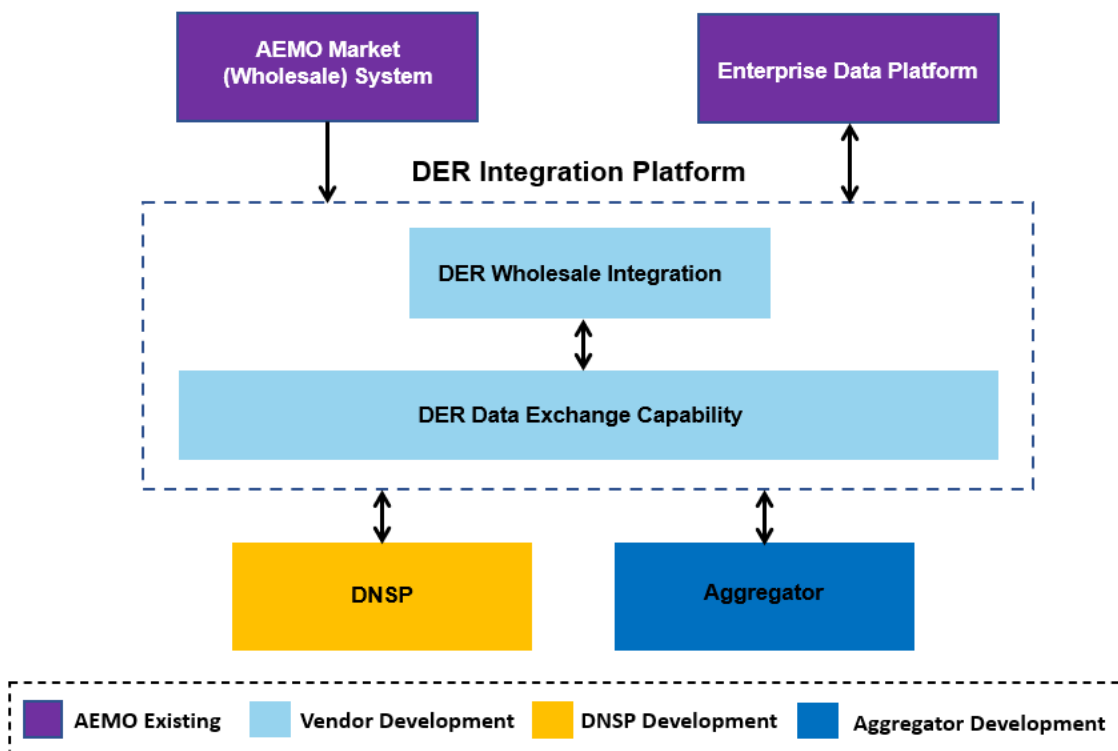 AEMO Market
(Wholesale) System
Enterprise Data Platform
DER Integration Platform
DER Wholesale Integration
DER Data Exchange Capability
DNSP
Aggregator
AEMO Existing
Vendor Development
DNSP Development
Aggregator Development